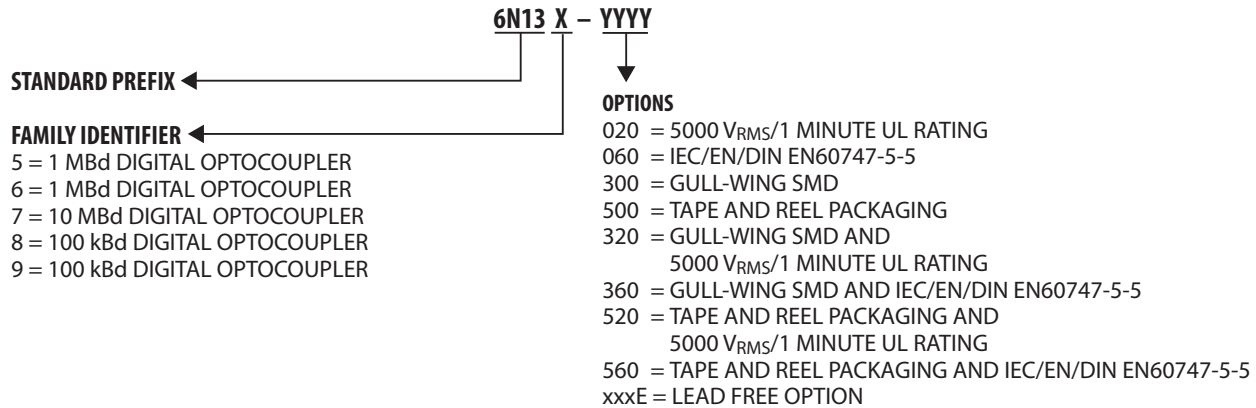 6N13 X – YYYY
STANDARD PREFIX
FAMILY IDENTIFIER
5 = 1 MBd DIGITAL OPTOCOUPLER
6 = 1 MBd DIGITAL OPTOCOUPLER
7 = 10 MBd DIGITAL OPTOCOUPLER
8 = 100 kBd DIGITAL OPTOCOUPLER
9 = 100 kBd DIGITAL OPTOCOUPLER
OPTIONS
020 = 5000 VRMS/1 MINUTE UL RATING
060 = IEC/EN/DIN EN60747-5-5
300 = GULL-WING SMD
500 = TAPE AND REEL PACKAGING
320 = GULL-WING SMD AND
5000 VRMS/1 MINUTE UL RATING
360 = GULL-WING SMD AND IEC/EN/DIN EN60747-5-5
520 = TAPE AND REEL PACKAGING AND
5000 VRMS/1 MINUTE UL RATING
560 = TAPE AND REEL PACKAGING AND IEC/EN/DIN EN60747-5-5
xxxE = LEAD FREE OPTION